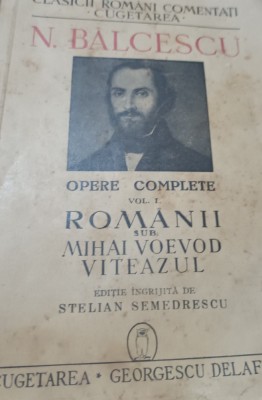 CLASICII ROMÂNI COMENTAȚI
CUGETAREA
N. BĂLCESCU
OPERE COMPLETE
VOL. I
ROMÂNII
SUB
MIHAI VOEVOD
VITEAZUL
EDIȚIE ÎNGRIJITĂ DE
STELIAN SEMEDRESCU
CUGETAREA • GEORGESCU DELAF